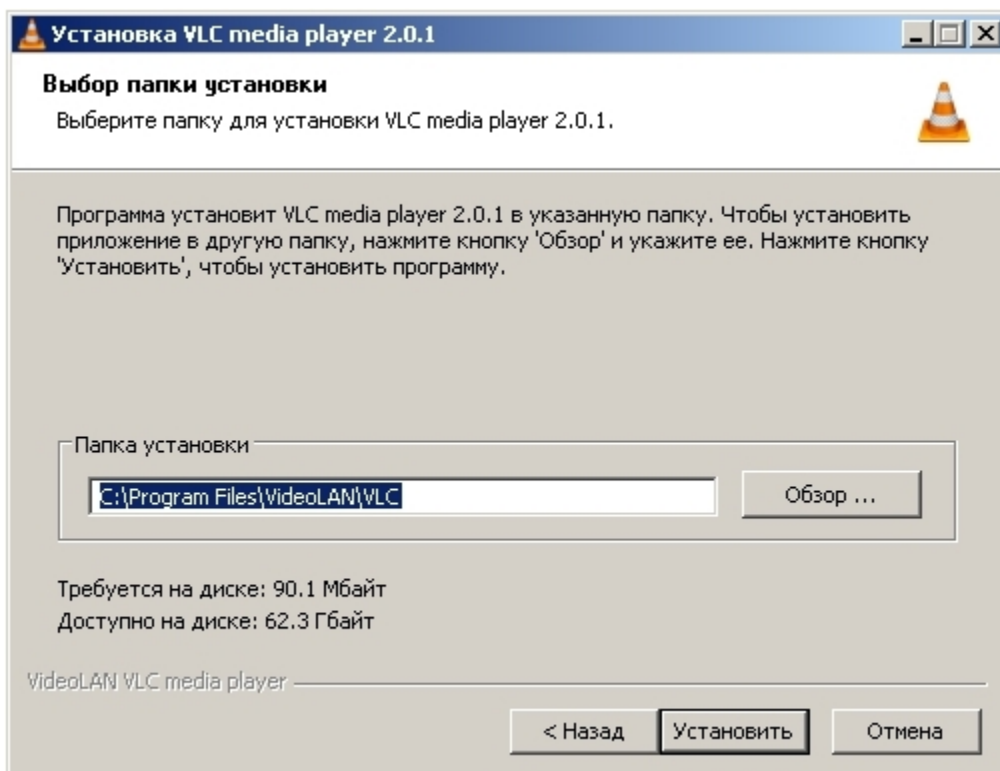 Установка VLC media player 2.0.1
Выбор папки установки
Выберите папку для установки VLC media player 2.0.1.
Программа установит VLC media player 2.0.1 в указанную папку. Чтобы установить
приложение в другую папку, нажмите кнопку 'Обзор' и укажите ее. Нажмите кнопку
'Установить', чтобы установить программу.
Папка установки
C:\Program Files\VideoLAN\VLC
Обзор ...
Требуется на диске: 90.1 Мбайт
Доступно на диске: 62.3 Гбайт
VideoLAN VLC media player
< Назад
Установить
Отмена